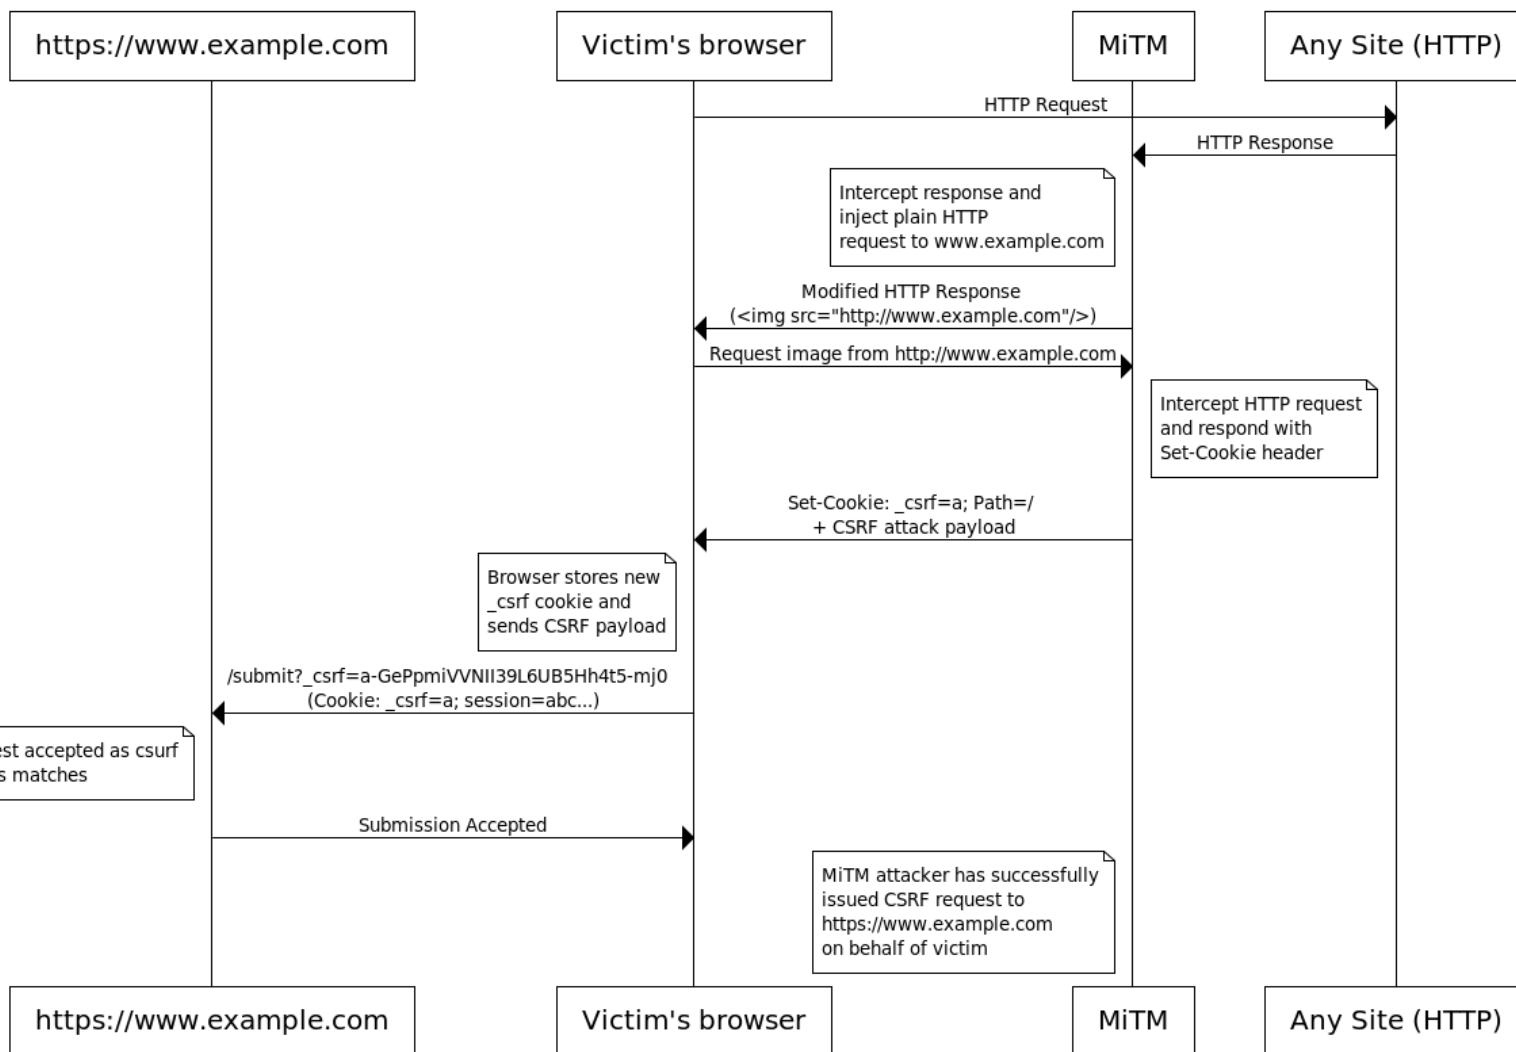 https://www.example.com
Victim's browser
MiTM
Any Site (HTTP)
HTTP Request
HTTP Response
Intercept response and
inject plain HTTP
request to www.example.com
Modified HTTP Response
(<img src="http://www.example.com"/>)
Request image from http://www.example.com
Intercept HTTP request
and respond with
Set-Cookie header
Set-Cookie: _csrf=a; Path=/
+ CSRF attack payload
Browser stores new
_csrf cookie and
sends CSRF payload
/submit?_csrf=a-GePpmiVVNII39L6UB5Hh4t5-mj0
(Cookie: _csrf=a; session=abc...)
accepted as csurf
matches
Submission Accepted
MiTM attacker has successfully
issued CSRF request to
https://www.example.com
on behalf of victim
https://www.example.com
Victim's browser
MiTM
Any Site (HTTP)